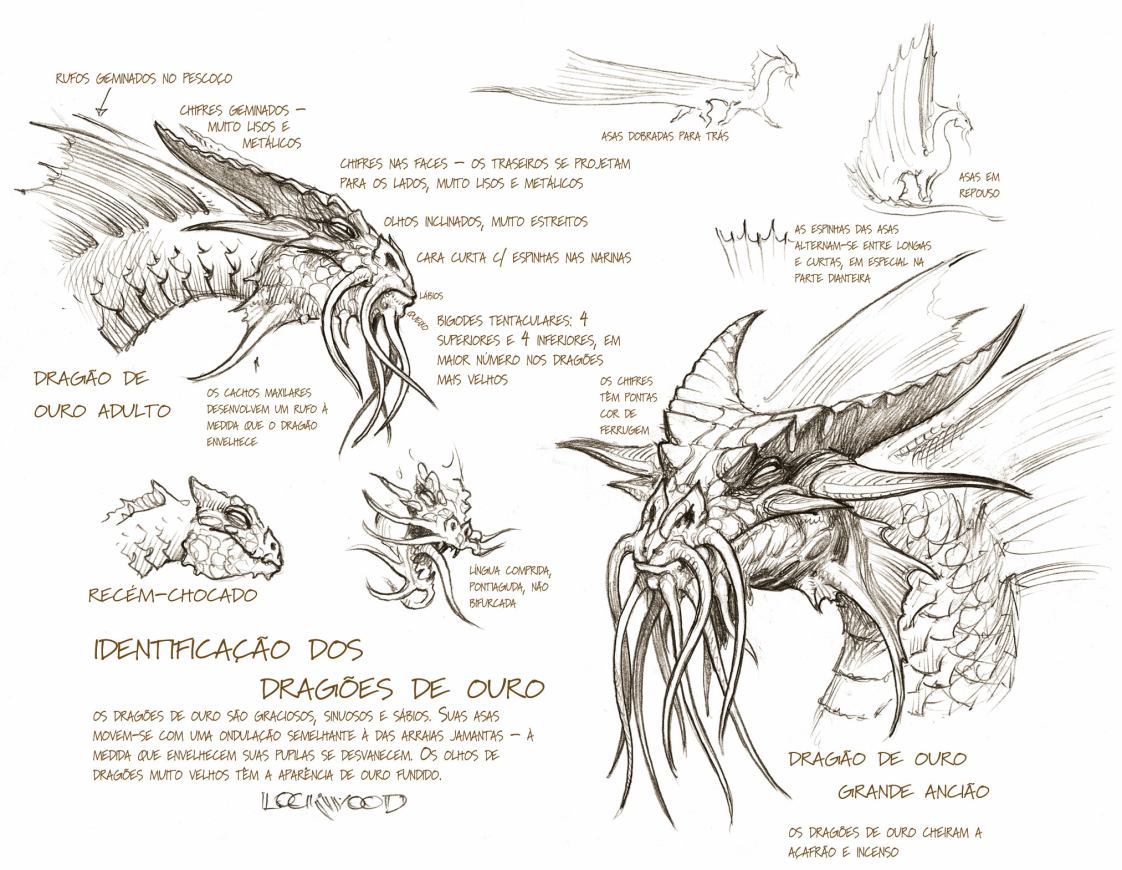 RUFOS GEMINADOS NO PESCOÇO
CHIFRES GEMINADOS –
MUITO LISOS E
METÁLICOS
CHIFRES NAS FACES – OS TRASEIROS SE PROJETAM
PARA OS LADOS, MUITO LISOS E METÁLICOS
OLHOS INCLINADOS, MUITO ESTREITOS
CARA CURTA C/ ESPINHAS NAS NARINAS
LÁBIOS
QUEIXO
BIGODES TENTACULARES: 4
SUPERIORES E 4 INFERIORES, EM
MAIOR NÚMERO NOS DRAGÕES
MAIS VELHOS
DRAGÃO DE
OURO ADULTO
OS CACHOS MAXILARES
DESENVOLVEM UM RUFO À
MEDIDA QUE O DRAGÃO
ENVELHECE
ASAS DOBRADAS PARA TRÁS
ASAS EM
REPOUSO
AS ESPINHAS DAS ASAS
ALTERNAM-SE ENTRE LONGAS
E CURTAS, EM ESPECIAL NA
PARTE DIANTEIRA
OS CHIFRES
TÊM PONTAS
COR DE
FERRUGEM
RECÉM-CHOCADO
LÍNGUA COMPRIDA,
PONTIAGUDA, NÃO
BIFURCADA
IDENTIFICAÇÃO DOS
DRAGÕES DE OURO
OS DRAGÕES DE OURO SÃO GRACIOSOS, SINUOSOS E SÁBIOS. SUAS ASAS
MOVEM-SE COM UMA ONDULAÇÃO SEMELHANTE À DAS ARRAIAS JAMANTAS – À
MEDIDA QUE ENVELHECEM SUAS PUPILAS SE DESVANECEM. OS OLHOS DE
DRAGÕES MUITO VELHOS TÊM A APARÊNCIA DE OURO FUNDIDO.
LOCKWOOD
DRAGÃO DE OURO
GRANDE ANCIÃO
OS DRAGÕES DE OURO CHEIRAM A
AÇAFRÃO E INCENSO